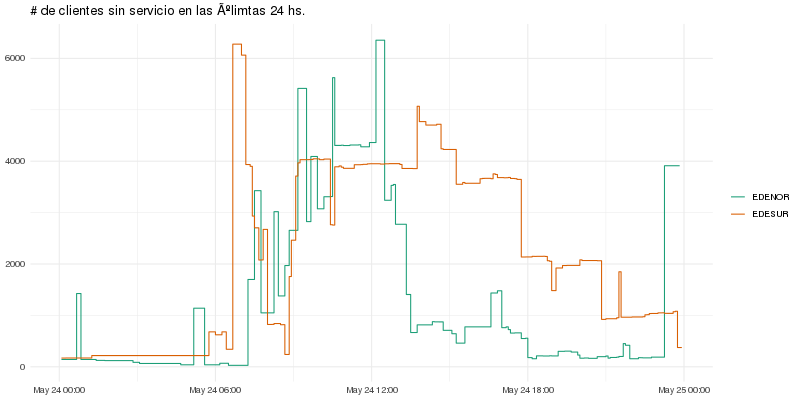 # de clientes sin servicio en las Ãºlimtas 24 hs.
6000
4000
2000
0
May 24 00:00
May 24 06:00
May 24 12:00
May 24 18:00
May 25 00:00
EDENOR
EDESUR